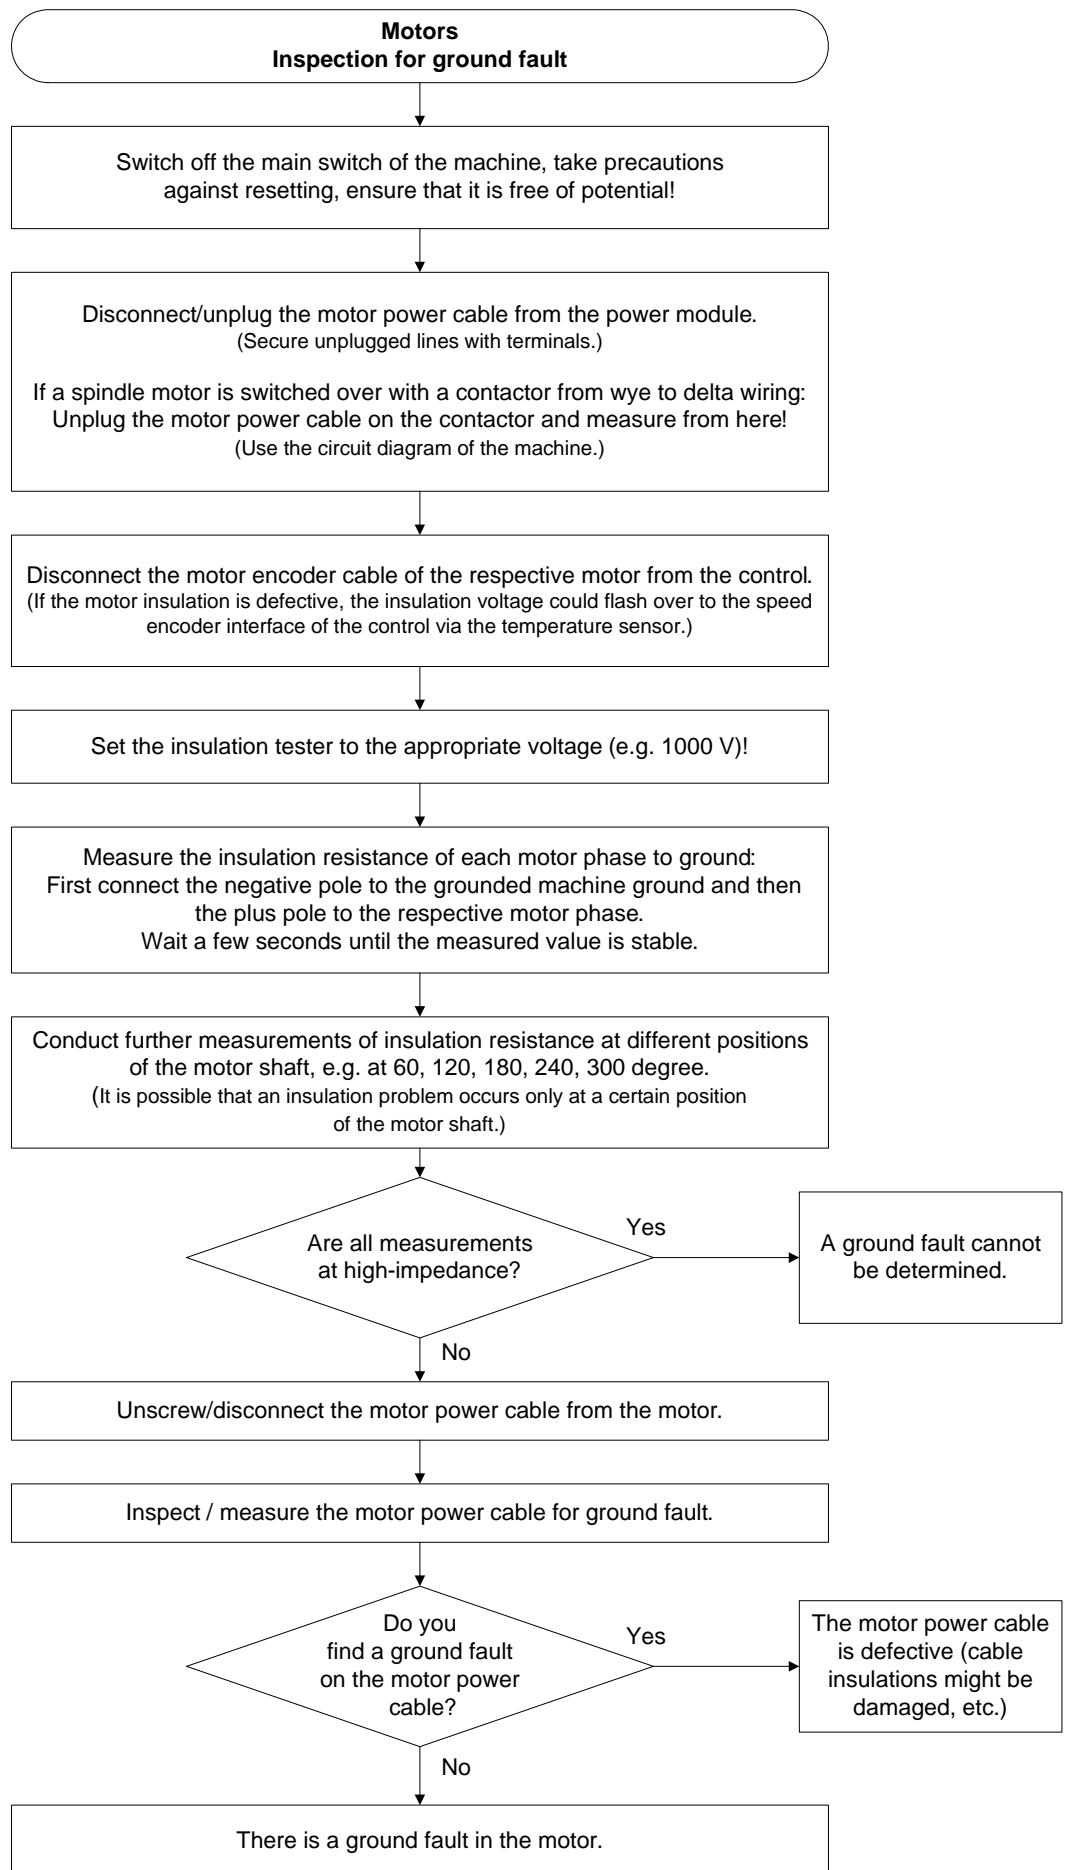 Motors
Inspection for ground fault
Switch off the main switch of the machine, take precautions
against resetting, ensure that it is free of potential!
Disconnect/unplug the motor power cable from the power module.
(Secure unplugged lines with terminals.)
If a spindle motor is switched over with a contactor from wye to delta wiring:
Unplug the motor power cable on the contactor and measure from here!
(Use the circuit diagram of the machine.)
Disconnect the motor encoder cable of the respective motor from the control.
(If the motor insulation is defective, the insulation voltage could flash over to the speed
encoder interface of the control via the temperature sensor.)
Set the insulation tester to the appropriate voltage (e.g. 1000 V)!
Measure the insulation resistance of each motor phase to ground:
First connect the negative pole to the grounded machine ground and then
the plus pole to the respective motor phase.
Wait a few seconds until the measured value is stable.
Conduct further measurements of insulation resistance at different positions
of the motor shaft, e.g. at 60, 120, 180, 240, 300 degree.
(It is possible that an insulation problem occurs only at a certain position
of the motor shaft.)
Are all measurements
at high-impedance?
Yes
A ground fault cannot
be determined.
No
Unscrew/disconnect the motor power cable from the motor.
Inspect / measure the motor power cable for ground fault.
Do you
find a ground fault
on the motor power
cable?
Yes
The motor power cable
is defective (cable
insulations might be
damaged, etc.)
No
There is a ground fault in the motor.